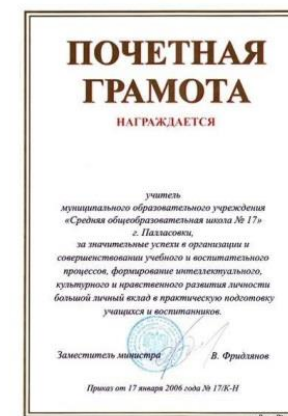 ПОЧЕТНАЯ
ГРАМОТА
НАГРАЖДАЕТСЯ
учитель
муниципального образовательного учреждения
«Средняя общеобразовательная школа № 17»
г. Палласовки,
за значительные успехи в организации и
совершенствовании учебного и воспитательного
процессов, формирование интеллектуального,
культурного и нравственного развития личности
большой личный вклад в практическую подготовку
учащихся и воспитанников.
Заместитель министра В. Фридлянов
Приказ от 17 января 2006 года № 17/К-Н